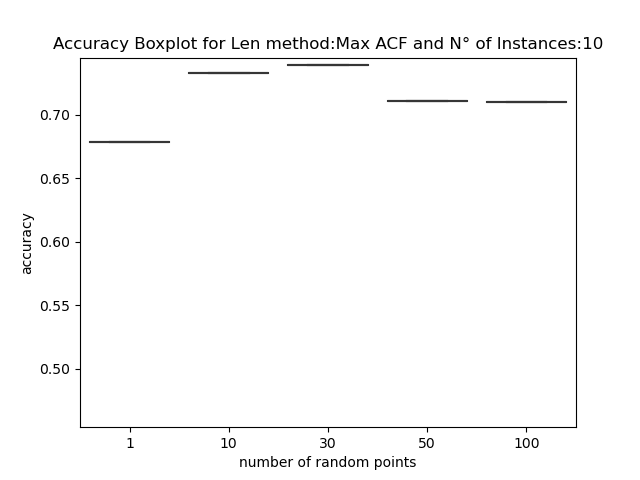 Accuracy Boxplot for Len method:Max ACF and N° of Instances:10
0.70
0.65
0.60
0.55
0.50
accuracy
1 10 30 50 100
number of random points